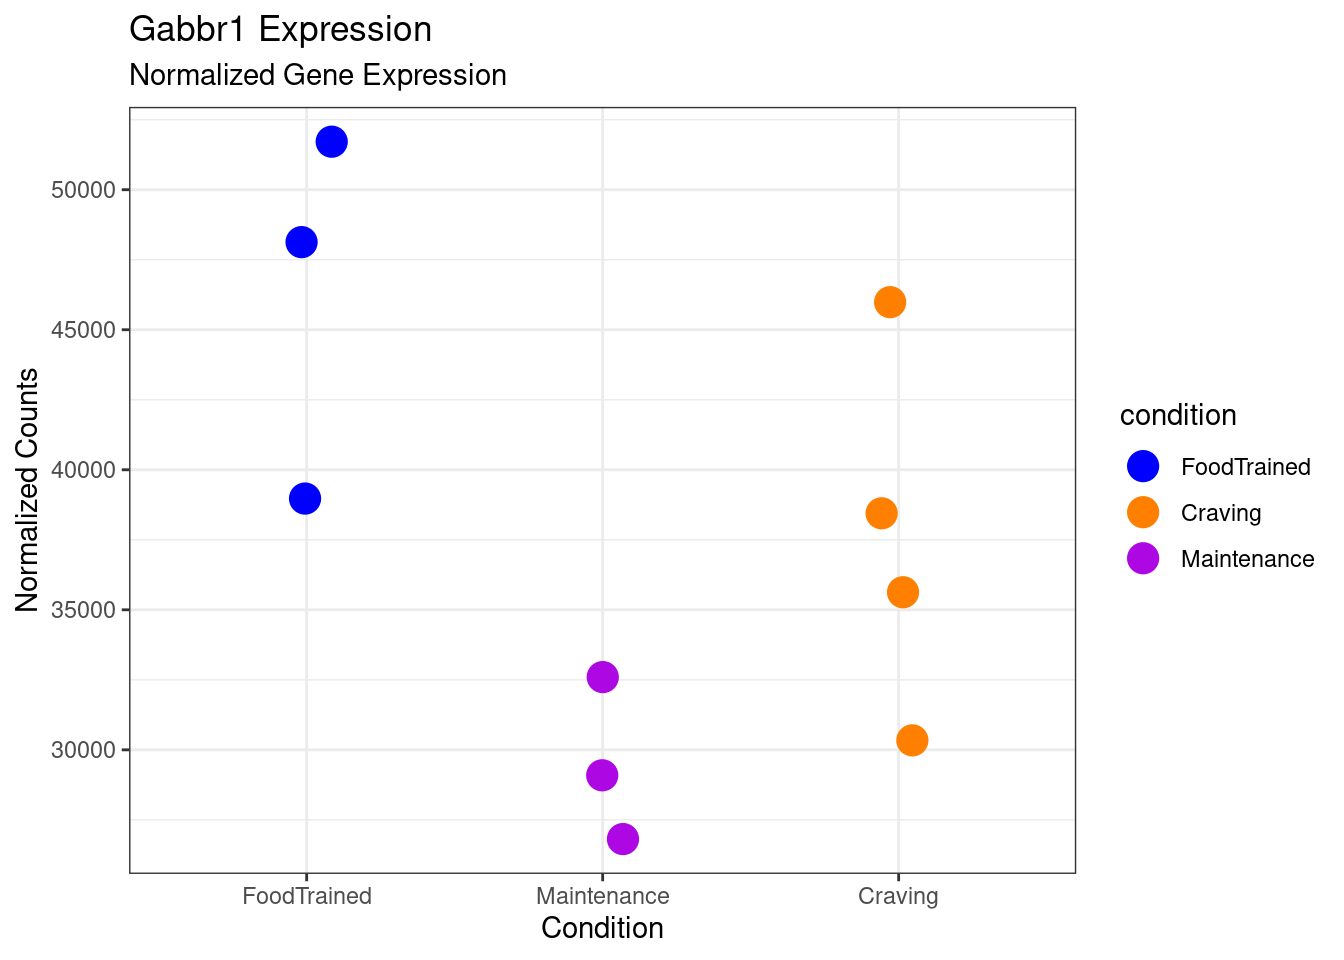 Gabbr1 Expression
Normalized Gene Expression
50000
45000
40000
35000
30000
Normalized Counts
FoodTrained
Maintenance
Craving
Condition
condition
FoodTrained
Craving
Maintenance